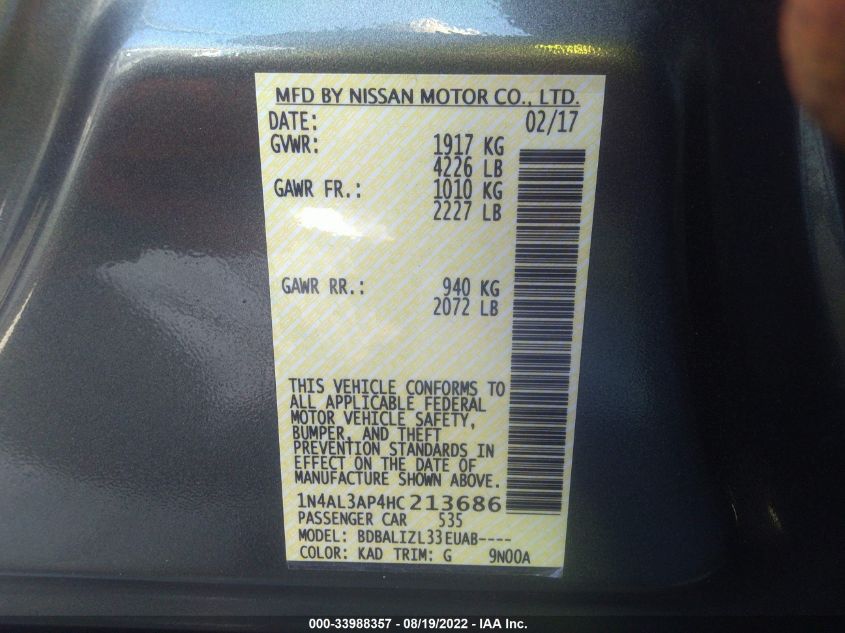 MFD BY NISSAN MOTOR CO., LTD.
DATE: 02/17
GVWR: 1917 KG
4226 LB
GAWR FR.: 1010 KG
2227 LB
GAWR RR.: 940 KG
2072 LB
THIS VEHICLE CONFORMS TO
ALL APPLICABLE FEDERAL
MOTOR VEHICLE SAFETY,
BUMPER, AND THEFT
PREVENTION STANDARDS IN
EFFECT ON THE DATE OF
MANUFACTURE SHOWN ABOVE.
1N4AL3AP4HC213686
PASSENGER CAR 535
MODEL: BDBALIZL33EUAB----
COLOR: KAD TRIM: G 9N00A
000-33988357 - 08/19/2022 - IAA Inc.